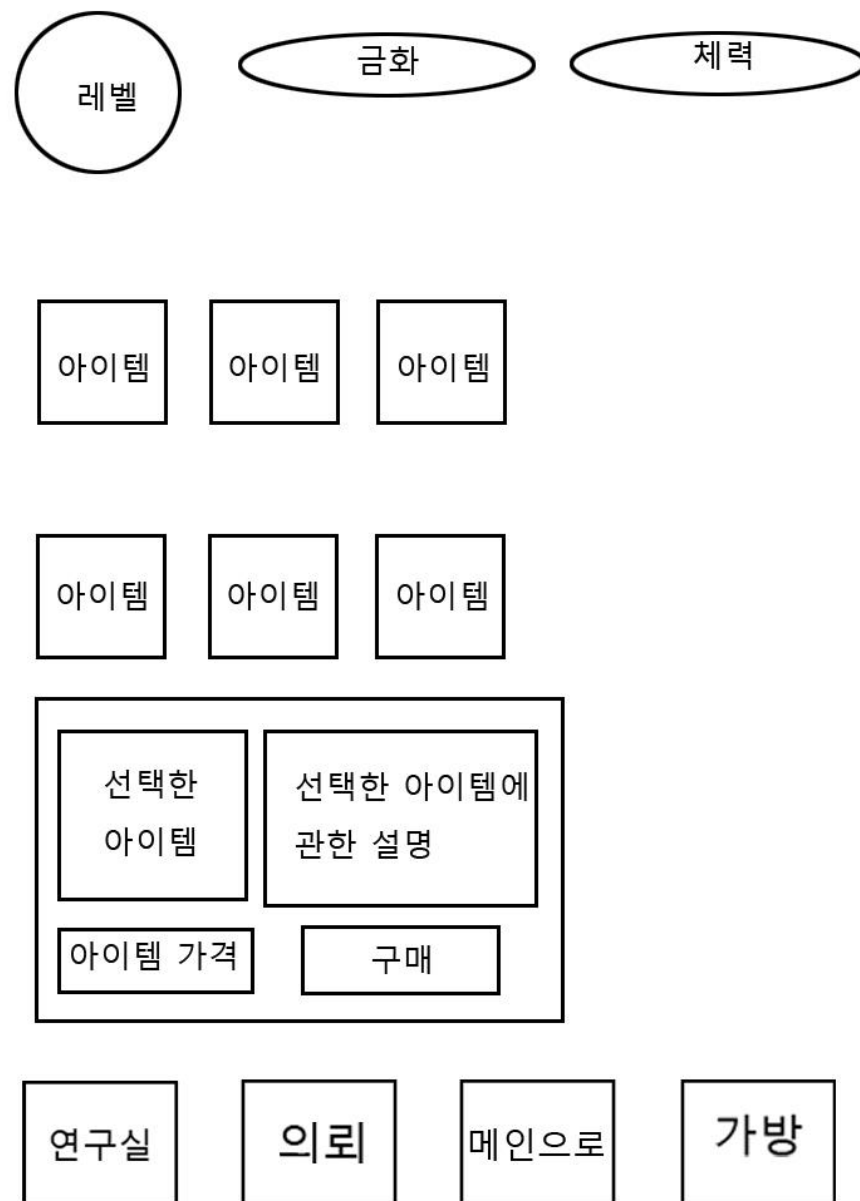 레벨
금화
체력
아이템 아이템 아이템
아이템 아이템 아이템
선택한
아이템
선택한 아이템에
관한 설명
아이템 가격
구매
연구실
의뢰
메인으로
가방